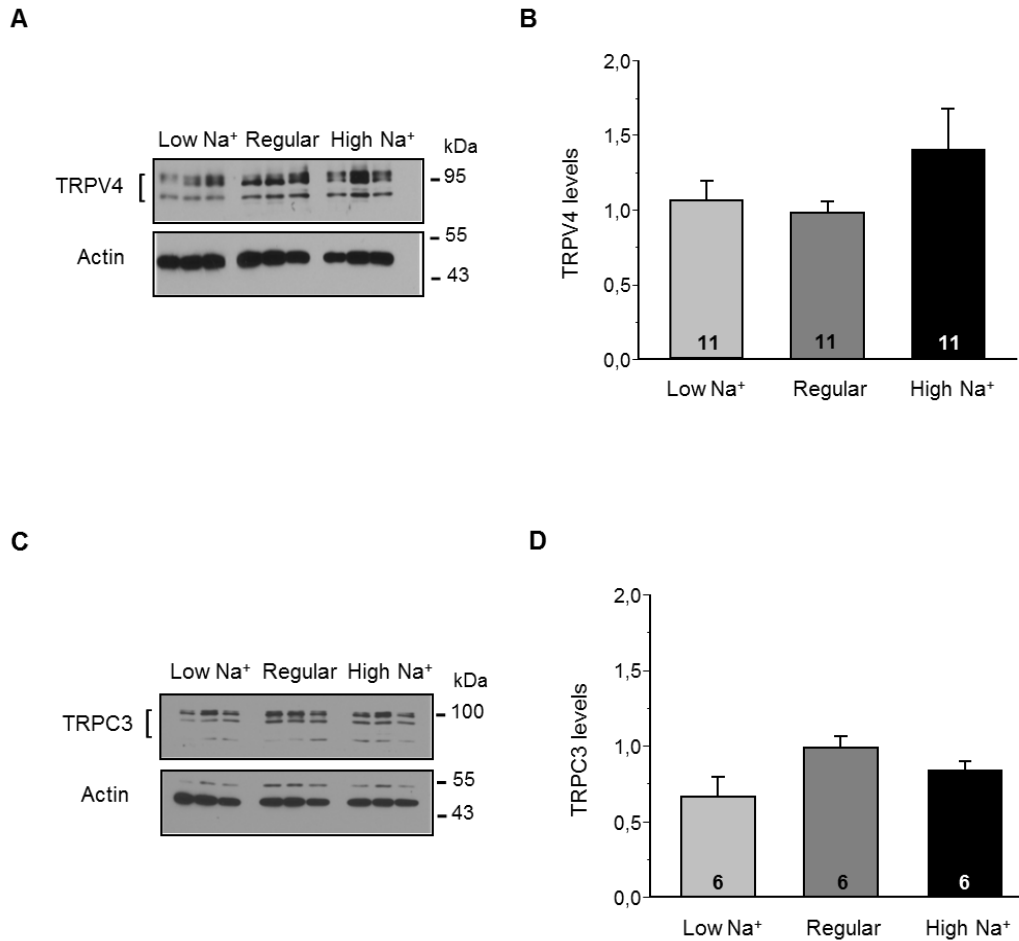 A
Low Na⁺ Regular High Na⁺
kDa
TRPV4
95
Actin
55
43
B
TRPV4 levels
2,0
1,5
1,0
0,5
0,0
11 11 11
Low Na⁺ Regular High Na⁺
C
Low Na⁺ Regular High Na⁺
kDa
TRPC3
100
Actin
55
43
D
TRPC3 levels
2,0
1,5
1,0
0,5
0,0
6 6 6
Low Na⁺ Regular High Na⁺